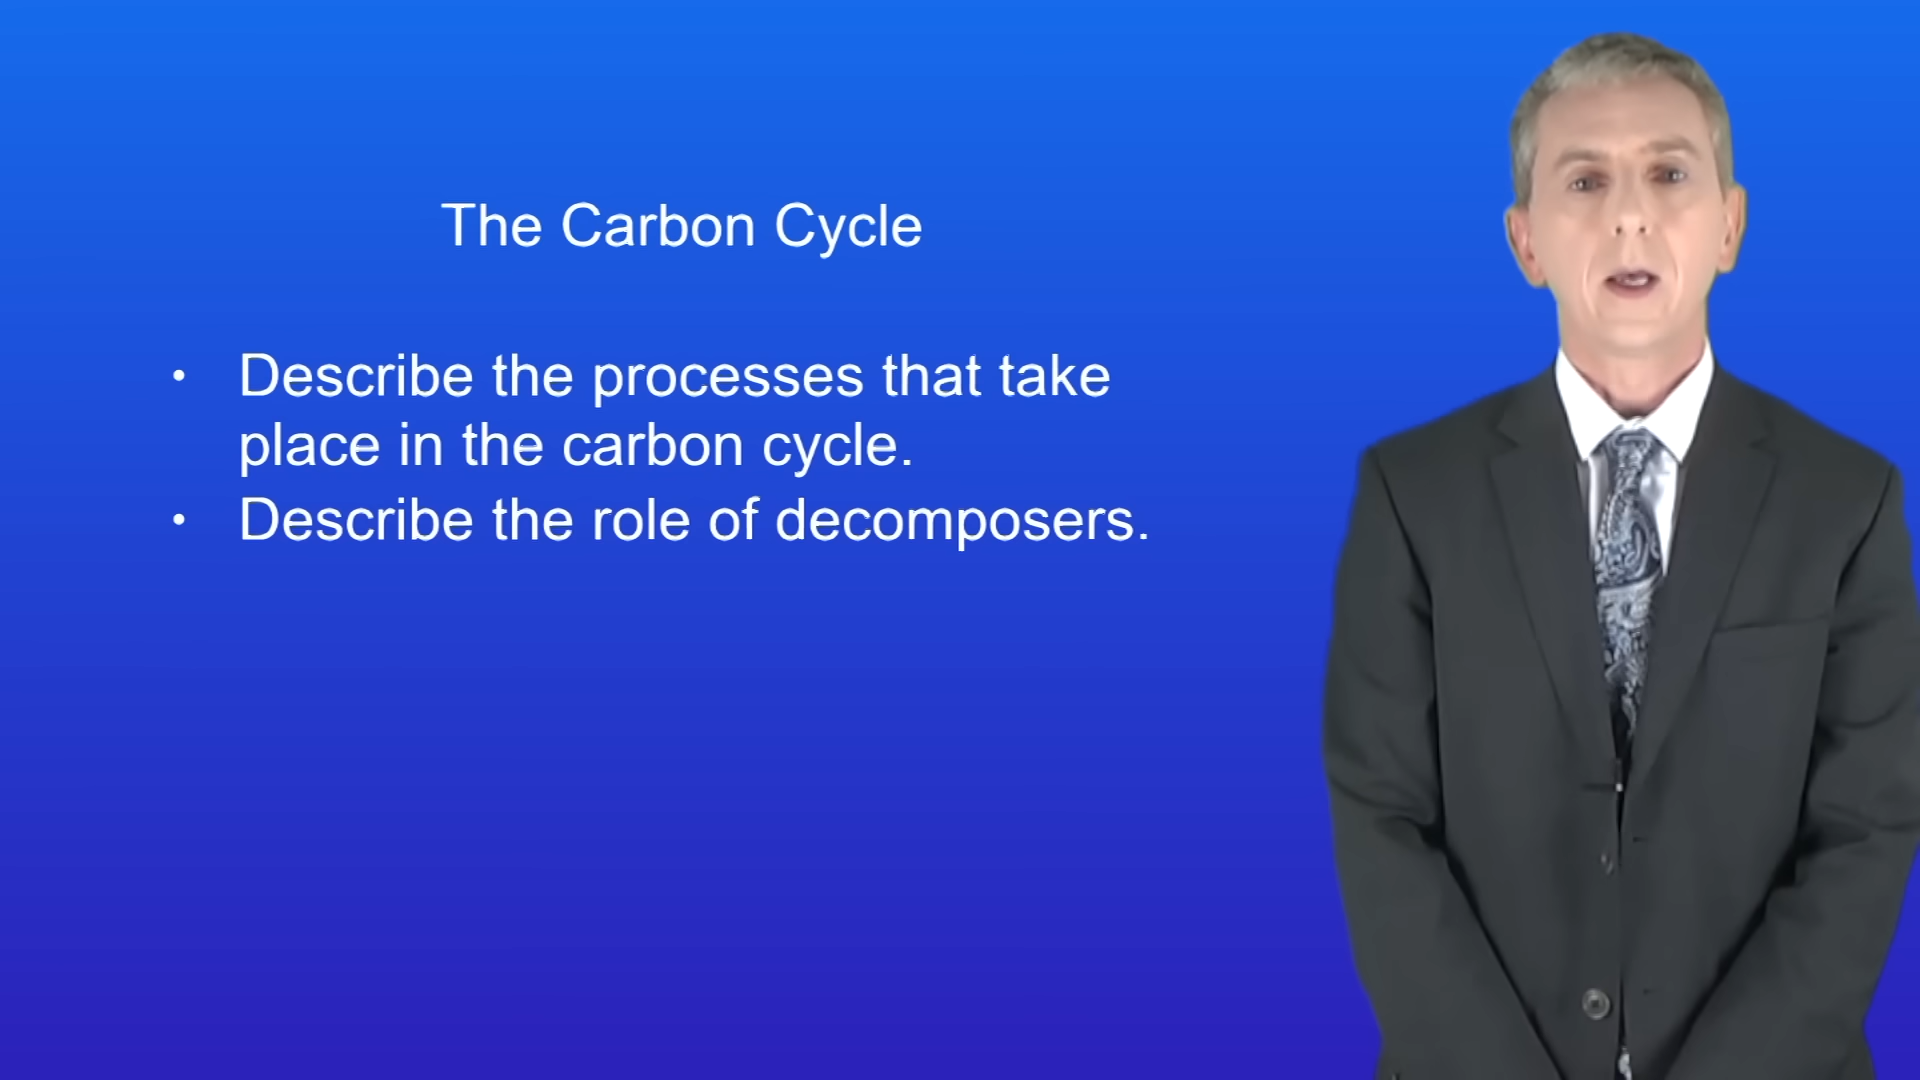 The Carbon Cycle
• Describe the processes that take
place in the carbon cycle.
• Describe the role of decomposers.